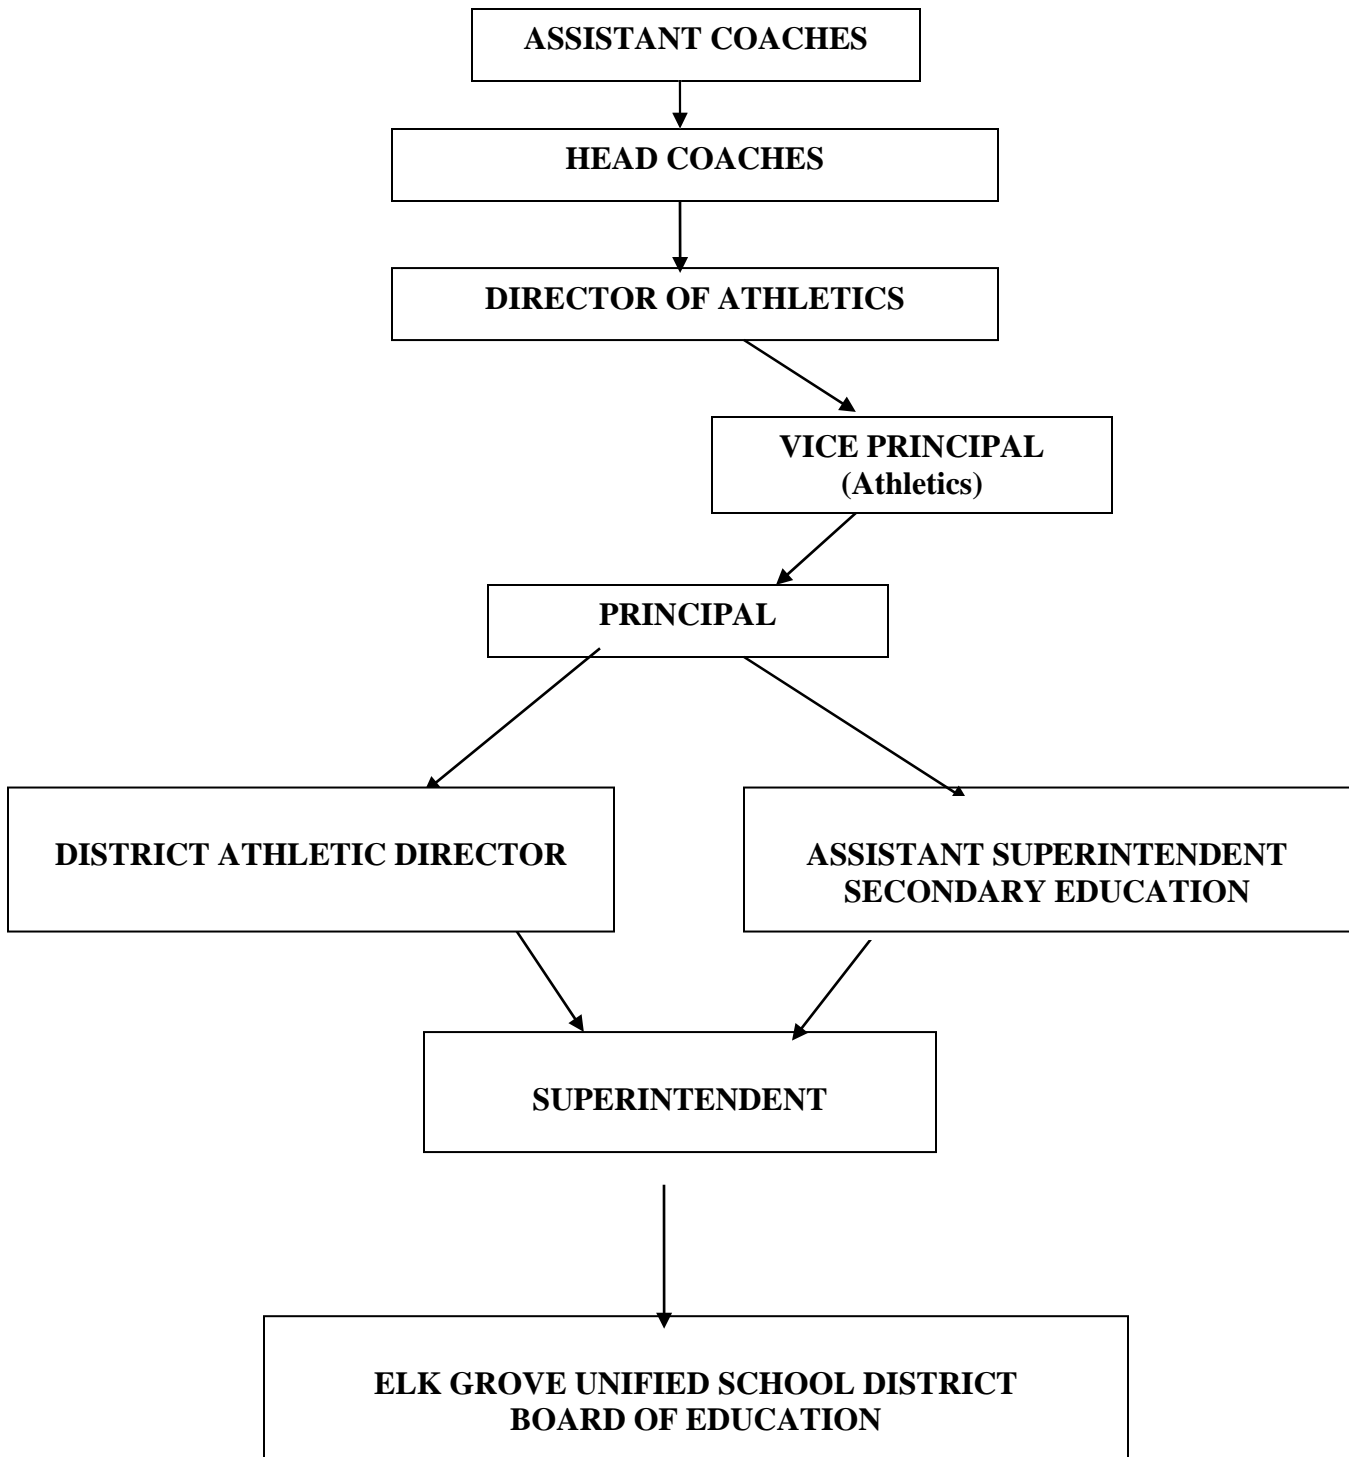 ASSISTANT COACHES
HEAD COACHES
DIRECTOR OF ATHLETICS
VICE PRINCIPAL
(Athletics)
PRINCIPAL
DISTRICT ATHLETIC DIRECTOR
ASSISTANT SUPERINTENDENT
SECONDARY EDUCATION
SUPERINTENDENT
ELK GROVE UNIFIED SCHOOL DISTRICT
BOARD OF EDUCATION